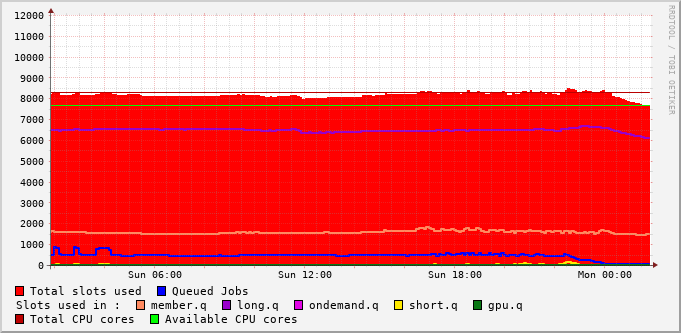 12000
11000
10000
9000
8000
7000
6000
5000
4000
3000
2000
1000
0
Sun 06:00 Sun 12:00 Sun 18:00 Mon 00:00
Total slots used Queued Jobs
Slots used in : member.q long.q ondemand.q short.q gpu.q
Total CPU cores Available CPU cores
RRDTOOL / TOBI OETIKER